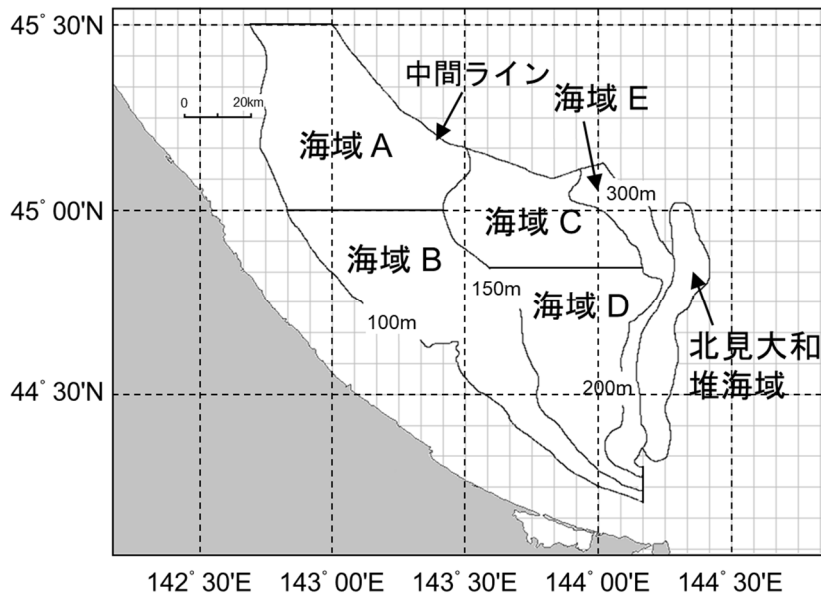 45° 30'N
中間ライン
海域 E
0 20km
海域 A
300m
45° 00'N
海域 C
海域 B
150m
海域 D
100m
北見大和
堆海域
200m
44° 30'N
142° 30'E 143° 00'E 143° 30'E 144° 00'E 144° 30'E